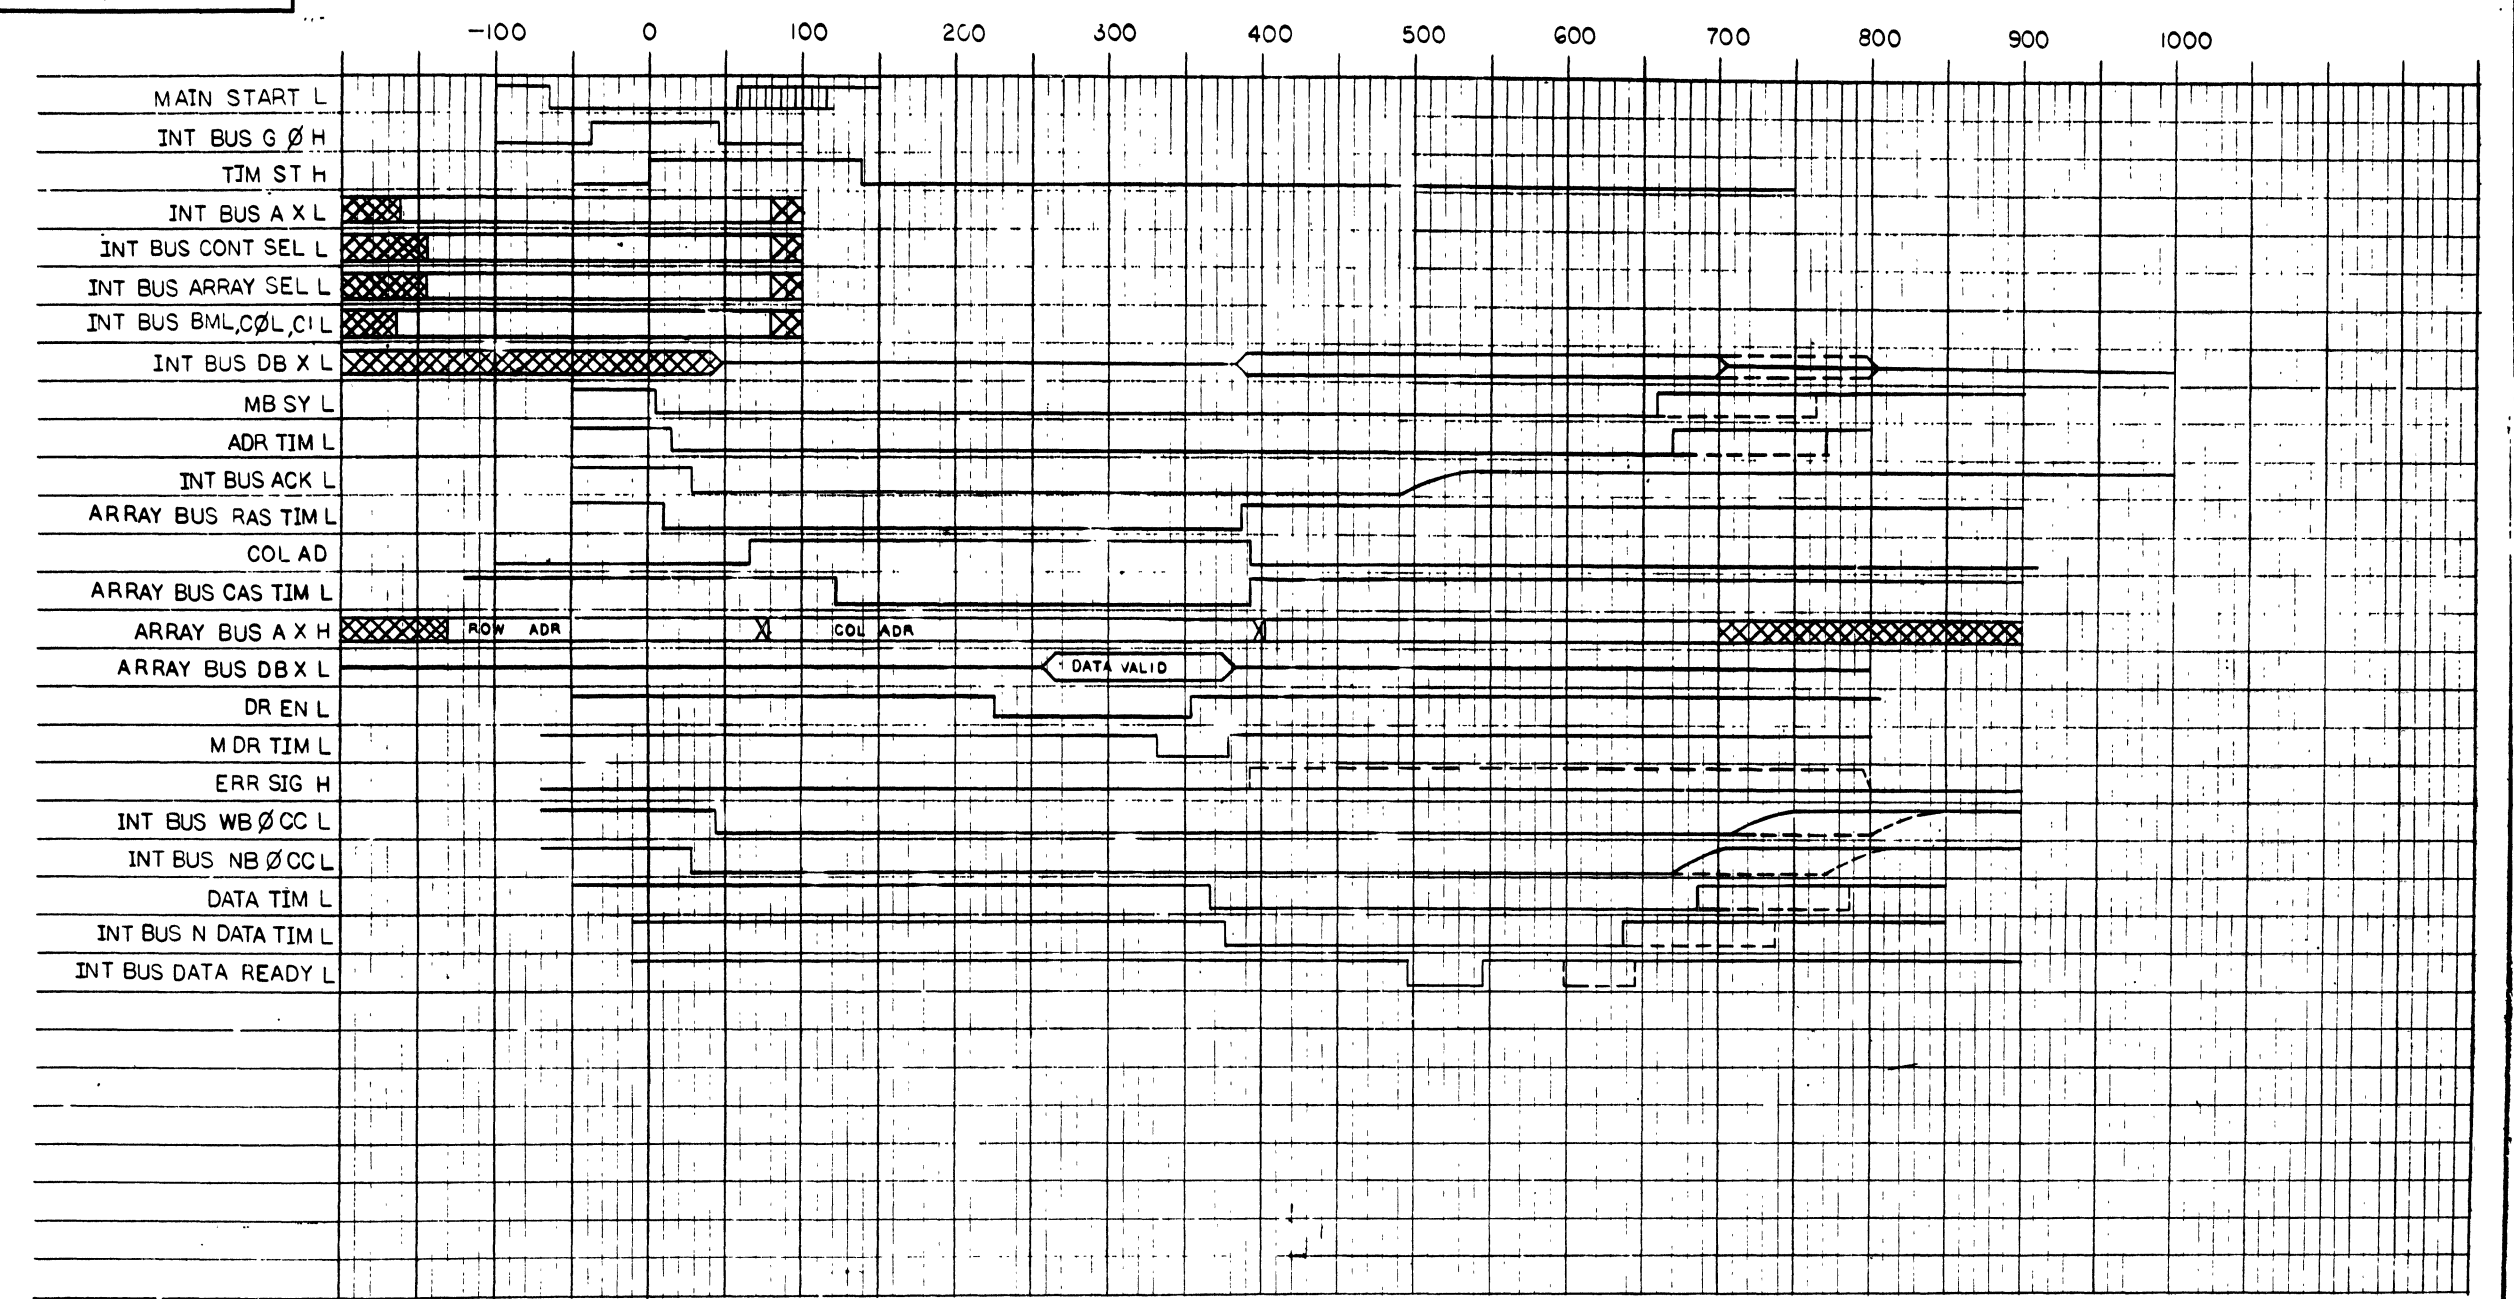 -100 0 100 200 300 400 500 600 700 800 900 1000
MAIN START L
INT BUS G Ø H
TIM ST H
INT BUS A X L
INT BUS CONT SEL L
INT BUS ARRAY SEL L
INT BUS BML,CØL,C1 L
INT BUS DB X L
MB SY L
ADR TIM L
INT BUS ACK L
ARRAY BUS RAS TIM L
COL AD
ARRAY BUS CAS TIM L
ARRAY BUS A X H ROW ADR COL ADR
ARRAY BUS DB X L DATA VALID
DR EN L
M DR TIM L
ERR SIG H
INT BUS WB Ø CC L
INT BUS NB Ø CC L
DATA TIM L
INT BUS N DATA TIM L
INT BUS DATA READY L